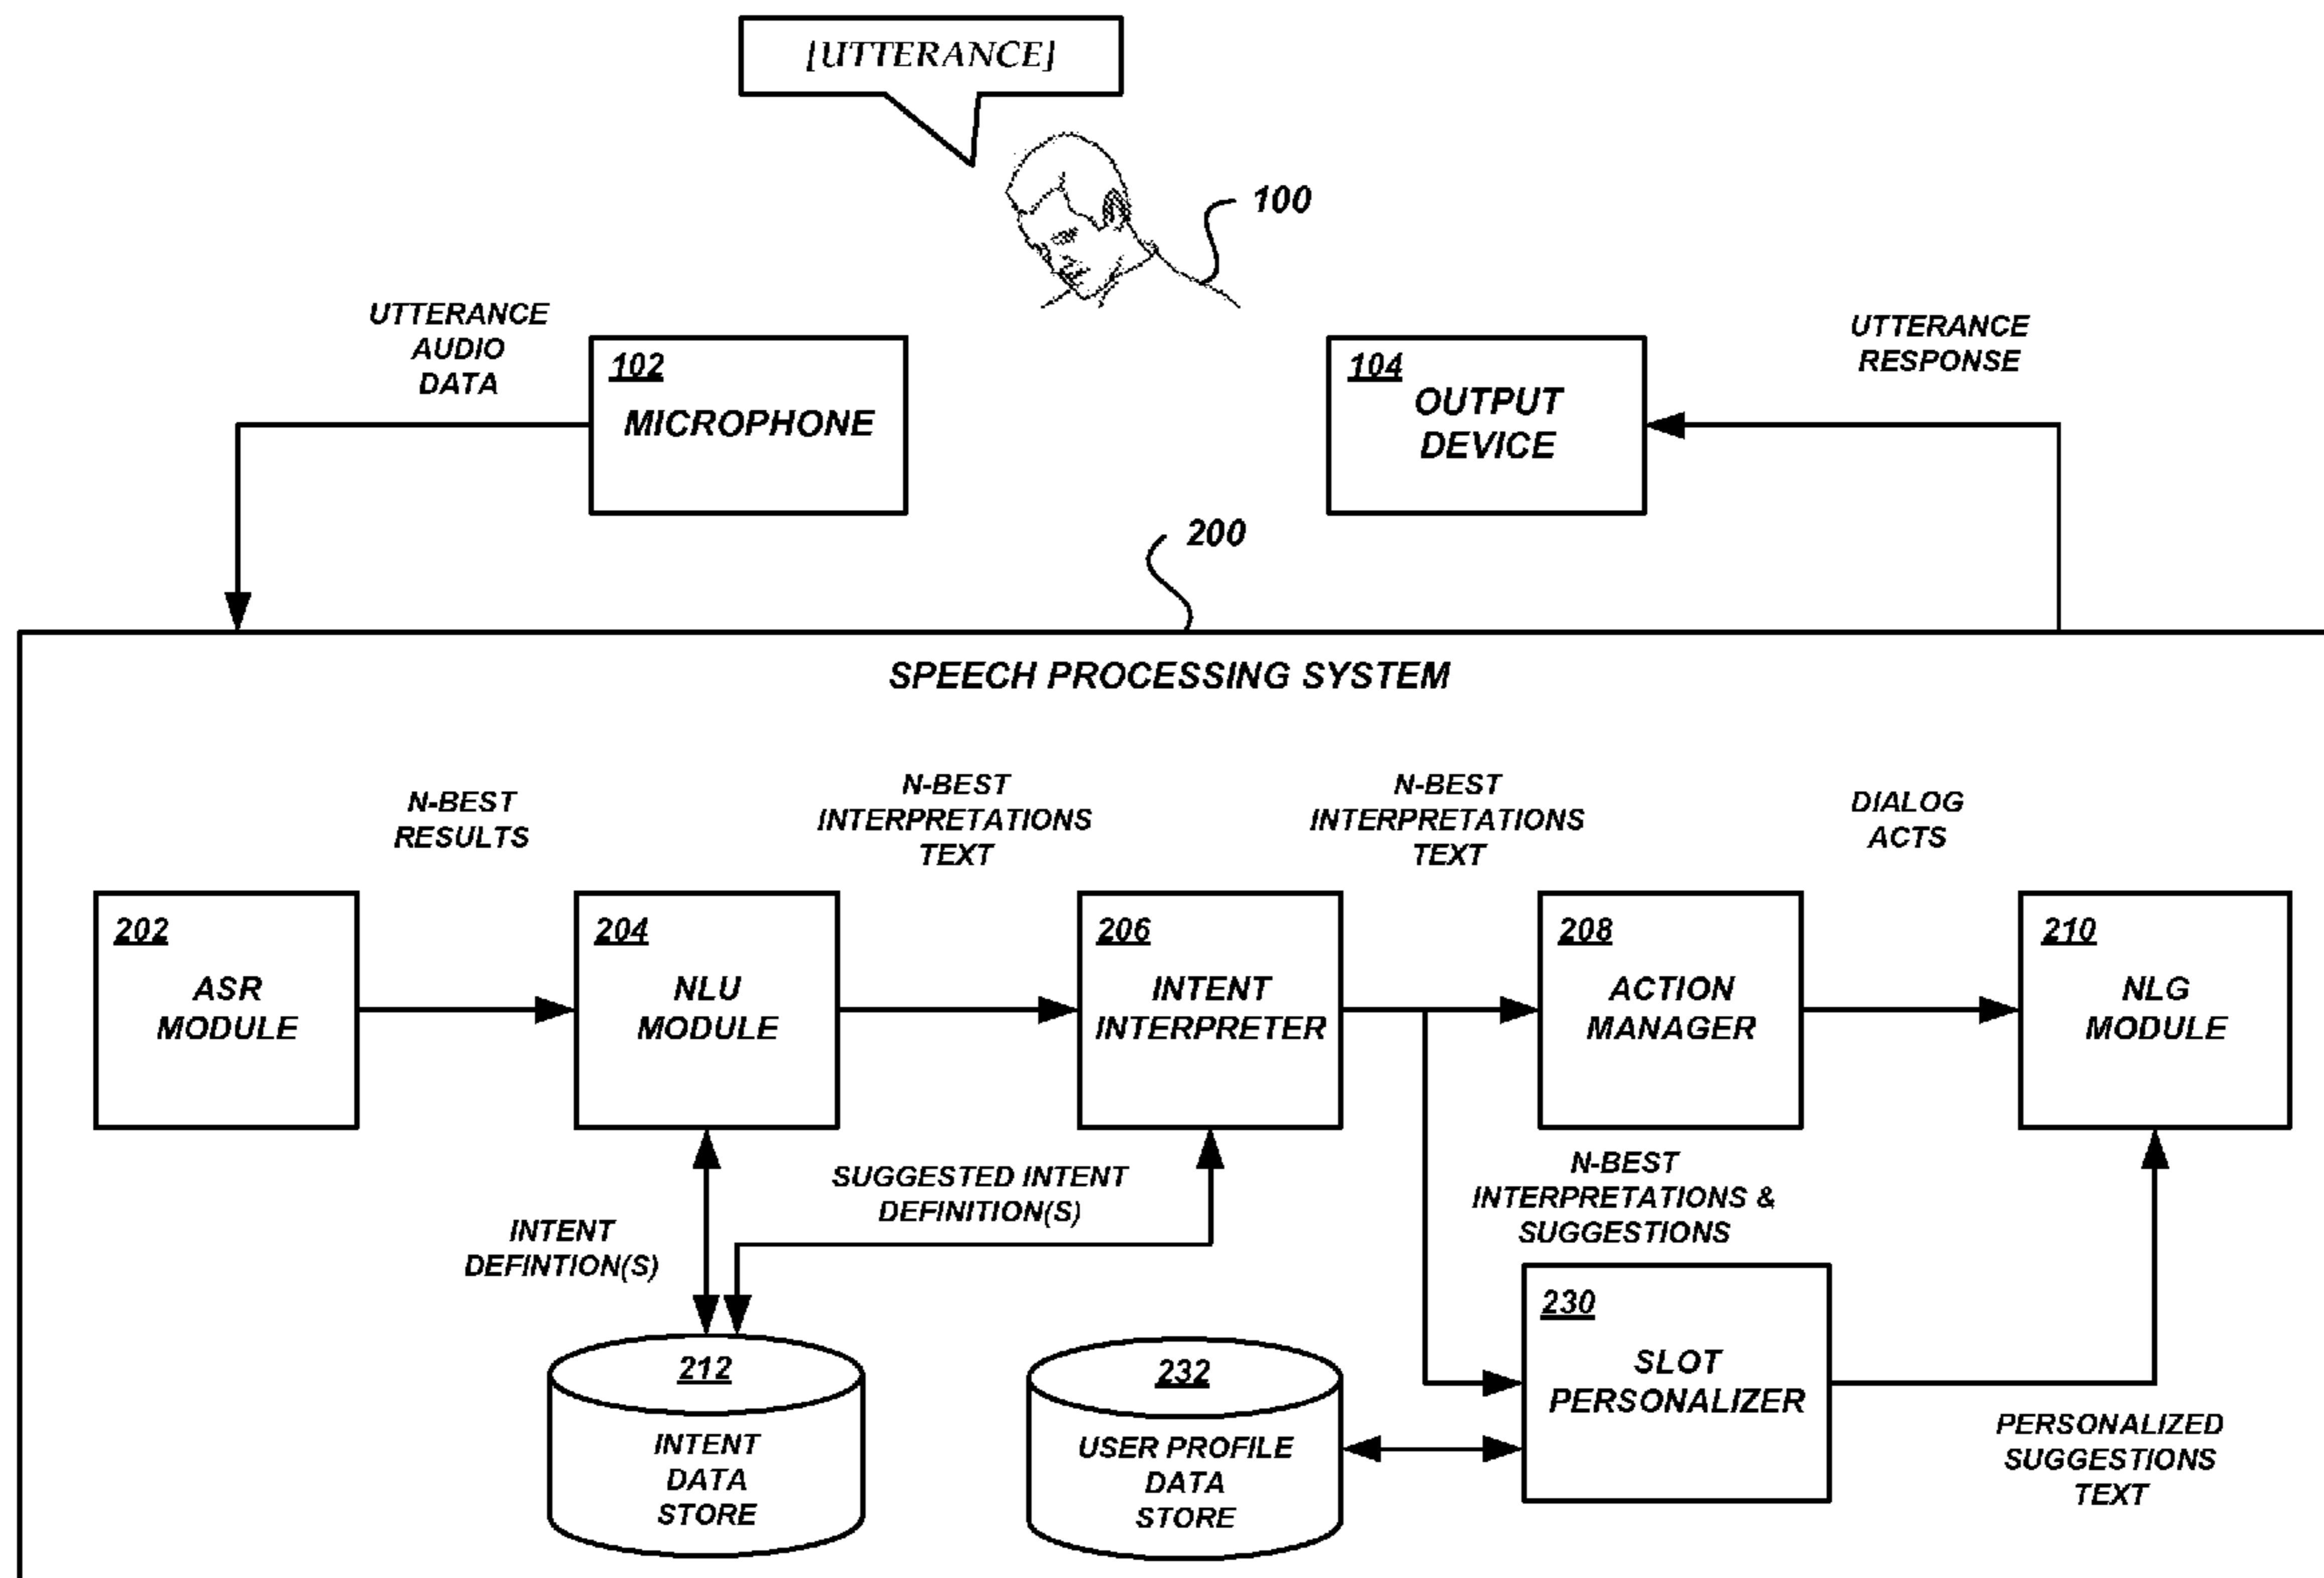 [UTTERANCE]
100
UTTERANCE
AUDIO
DATA
102
MICROPHONE
104
OUTPUT
DEVICE
UTTERANCE
RESPONSE
200
SPEECH PROCESSING SYSTEM
N-BEST
RESULTS
N-BEST
INTERPRETATIONS
TEXT
N-BEST
INTERPRETATIONS
TEXT
DIALOG
ACTS
202
ASR
MODULE
204
NLU
MODULE
206
INTENT
INTERPRETER
208
ACTION
MANAGER
210
NLG
MODULE
INTENT
DEFINTION(S)
SUGGESTED INTENT
DEFINITION(S)
N-BEST
INTERPRETATIONS &
SUGGESTIONS
212
INTENT
DATA
STORE
232
USER PROFILE
DATA
STORE
230
SLOT
PERSONALIZER
PERSONALIZED
SUGGESTIONS
TEXT